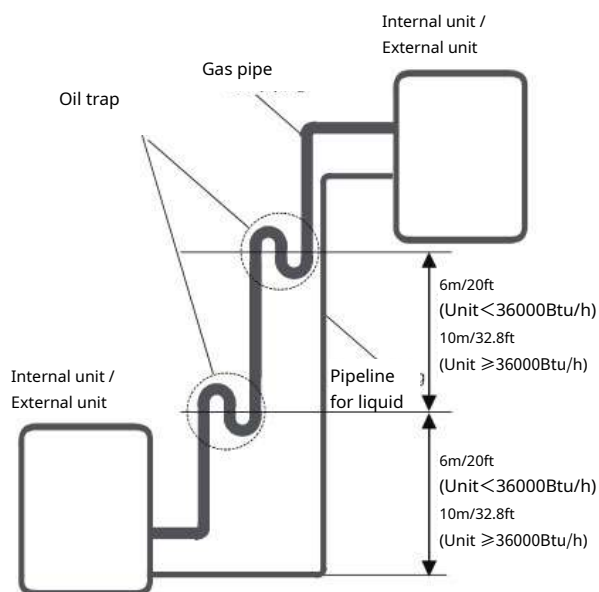 Internal unit /
External unit
Gas pipe
Oil trap
6m/20ft
(Unit<36000Btu/h)
10m/32.8ft
(Unit ≥36000Btu/h)
Internal unit /
External unit
Pipeline
for liquid
g
6m/20ft
(Unit<36000Btu/h)
10m/32.8ft
(Unit ≥36000Btu/h)